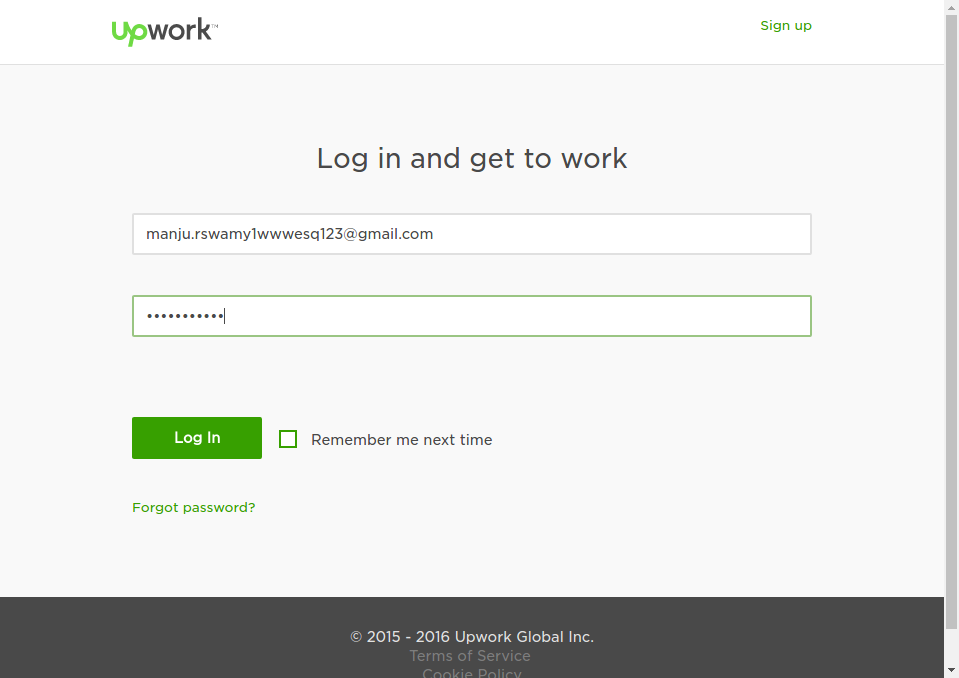 upwork™
Sign up
Log in and get to work
manju.rswamy1wwwesq123@gmail.com
•••••••••••
Log In
Remember me next time
Forgot password?
© 2015 - 2016 Upwork Global Inc.
Terms of Service
Cookie Policy